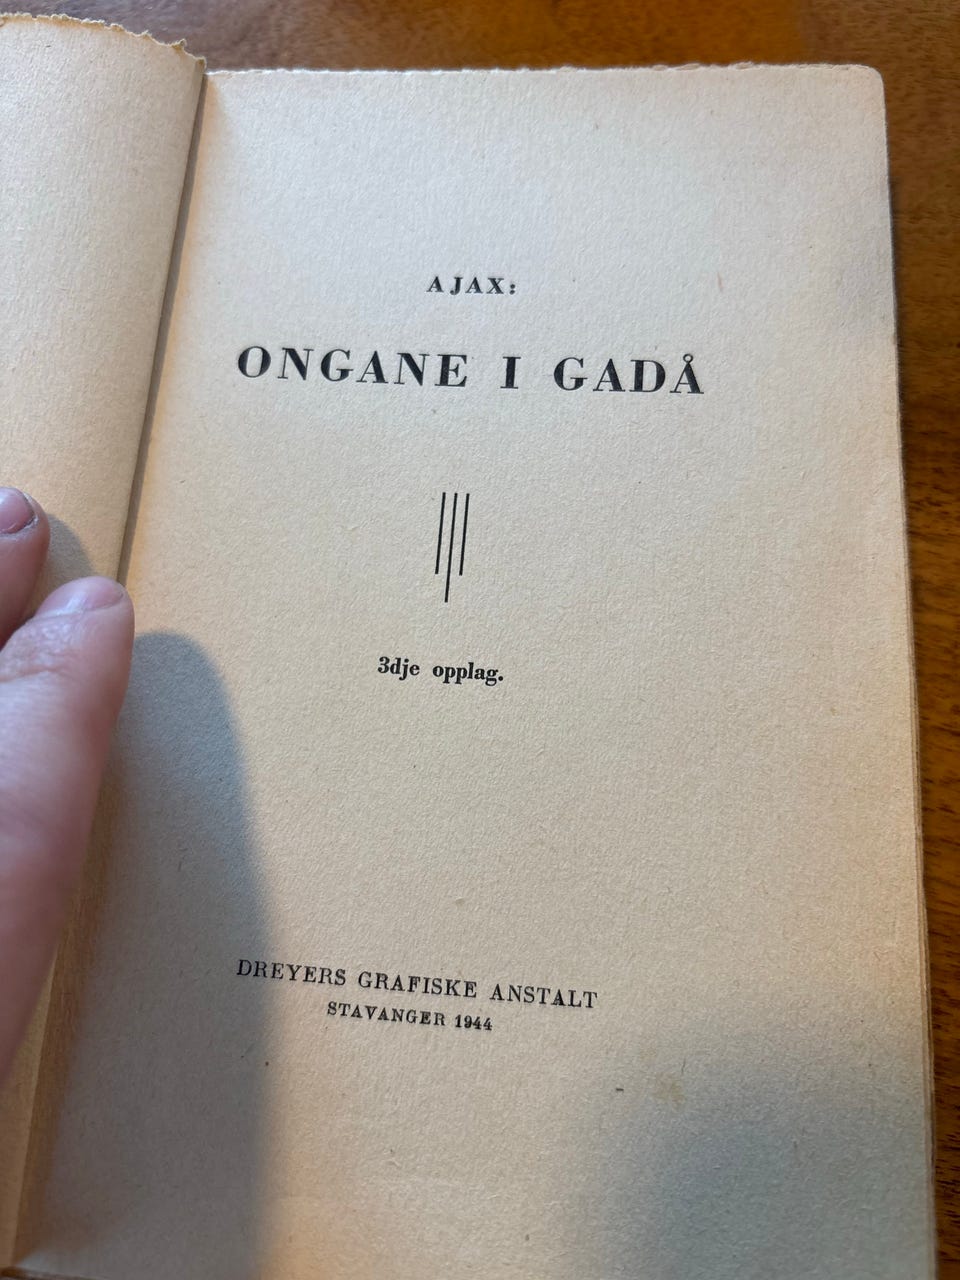 AJAX:
ONGANE I GADÅ
3dje opplag.
DREYERS GRAFISKE ANSTALT
STAVANGER 1944